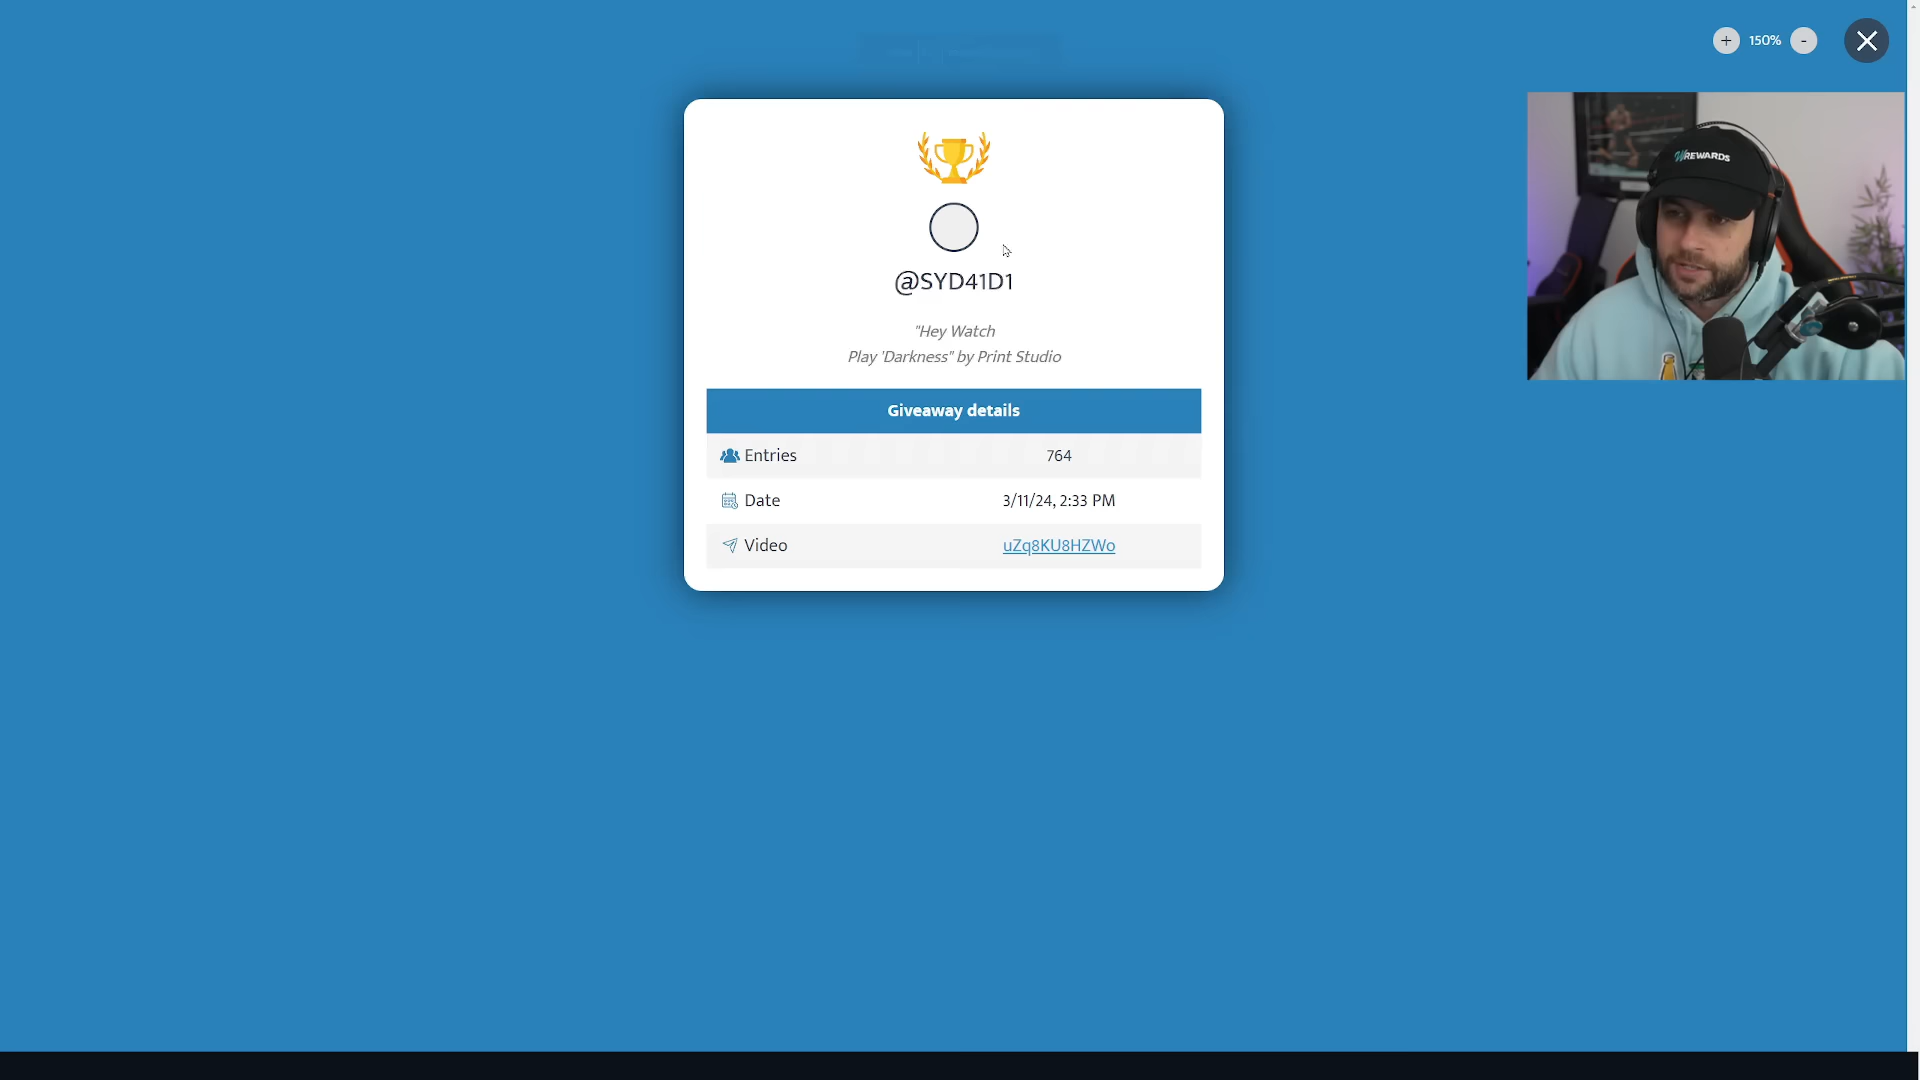 + 150% -
WREWARDS
@SYD41D1
"Hey Watch
Play 'Darkness" by Print Studio
Giveaway details
Entries 764
Date 3/11/24, 2:33 PM
Video uZq8KU8HZWo